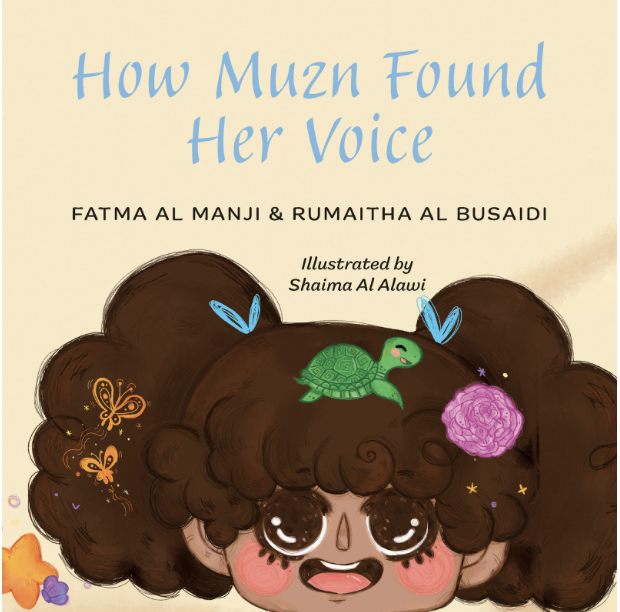 How Muzn Found
Her Voice
FATMA AL MANJI & RUMAITHA AL BUSAIDI
Illustrated by
Shaima Al Alawi